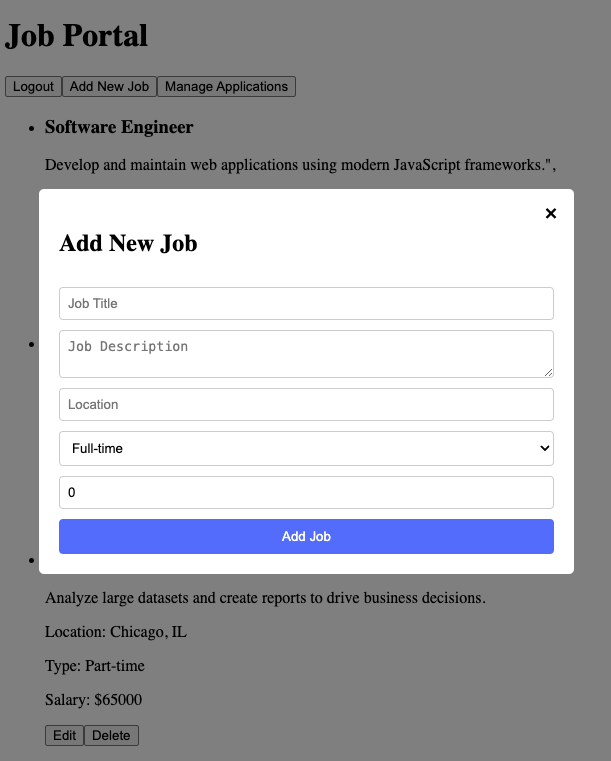 Job Portal
Logout Add New Job Manage Applications
Software Engineer
Develop and maintain web applications using modern JavaScript frameworks.",
×
Add New Job
Job Title
Job Description
Location
Full-time
0
Add Job
Analyze large datasets and create reports to drive business decisions.
Location: Chicago, IL
Type: Part-time
Salary: $65000
Edit Delete